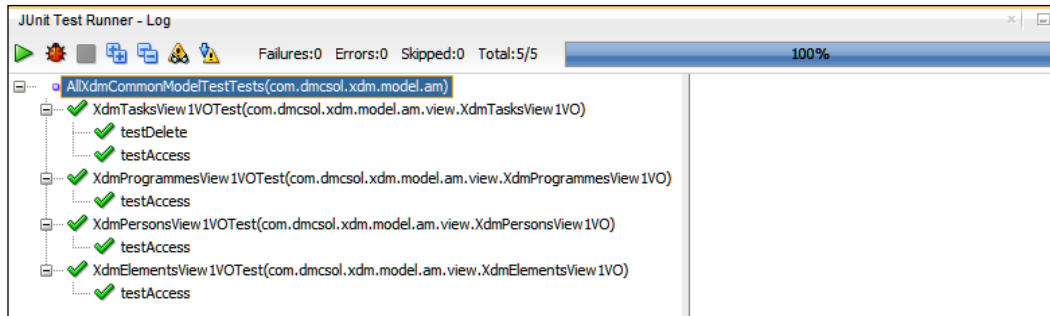 JUnit Test Runner - Log
Failures:0 Errors:0 Skipped:0 Total:5/5 100%
AllXdmCommonModelTestTests(com.dmcsol.xdm.model.am)
XdmTasksView1VOTest(com.dmcsol.xdm.model.am.view.XdmTasksView1VO)
testDelete
testAccess
XdmProgrammesView1VOTest(com.dmcsol.xdm.model.am.view.XdmProgrammesView1VO)
testAccess
XdmPersonsView1VOTest(com.dmcsol.xdm.model.am.view.XdmPersonsView1VO)
testAccess
XdmElementsView1VOTest(com.dmcsol.xdm.model.am.view.XdmElementsView1VO)
testAccess